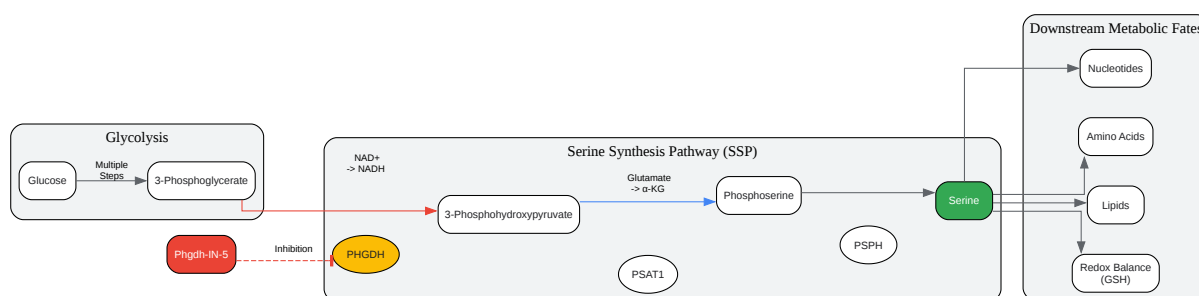 Downstream Metabolic Fates
Nucleotides
Glycolysis
Glucose
Multiple
Steps
3-Phosphoglycerate
Serine Synthesis Pathway (SSP)
NAD+
-> NADH
3-Phosphohydroxypyruvate
Glutamate
-> α-KG
Phosphoserine
Serine
Amino Acids
Lipids
Redox Balance
(GSH)
Phgdh-IN-5
Inhibition
PHGDH
PSAT1
PSPH